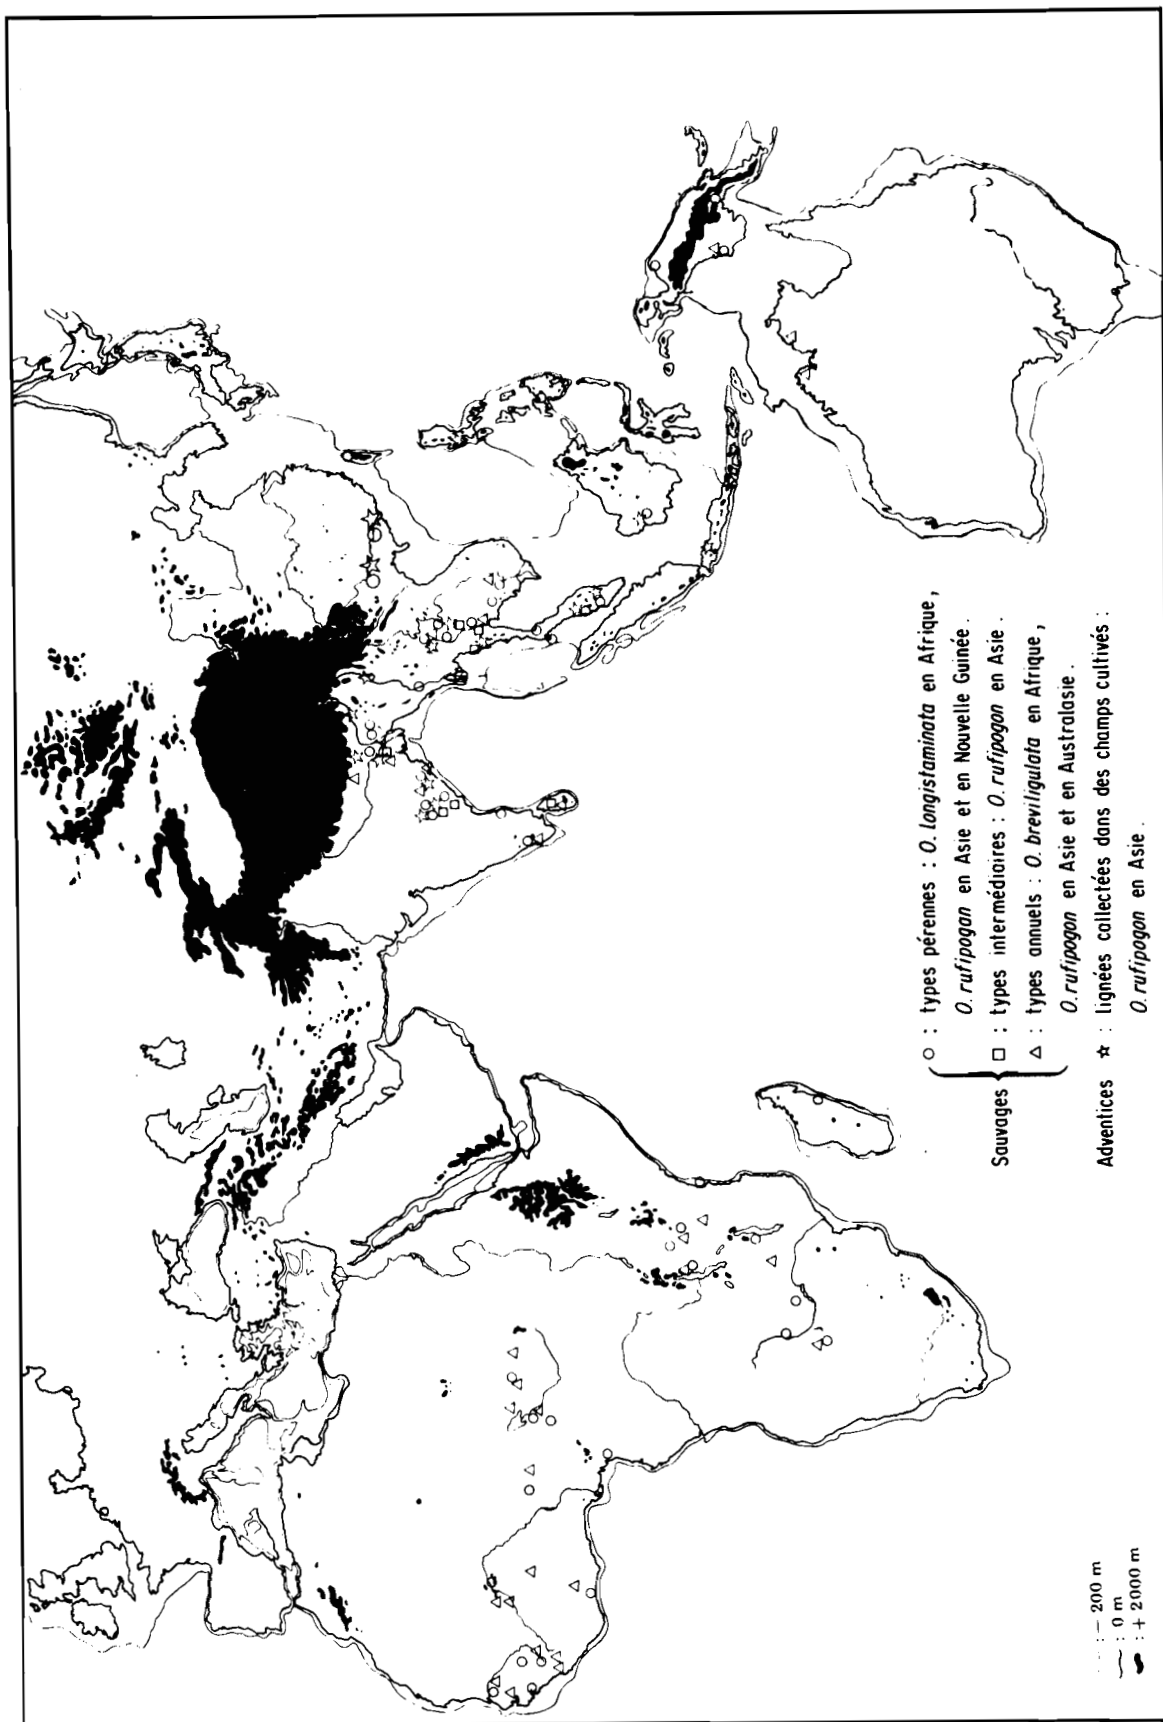 ○ : types pérennes : O. longistaminata en Afrique,
O. rufipogon en Asie et en Nouvelle Guinée.
Sauvages □ : types intermédiaires : O. rufipogon en Asie.
△ : types annuels : O. breviligulata en Afrique,
O. rufipogon en Asie et en Australasie.
Adventices ☆ : lignées collectées dans des champs cultivés :
O. rufipogon en Asie.
: - 200 m
: 0 m
: + 2000 m